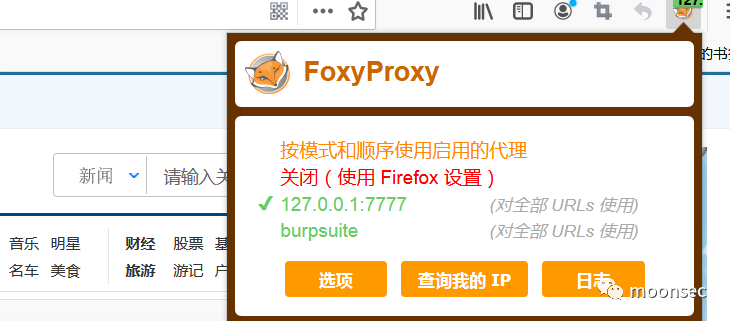 127.
的书签
FoxyProxy
按模式和顺序使用启用的代理
关闭（使用 Firefox 设置）
127.0.0.1:7777 (对全部 URLs 使用)
burpsuite (对全部 URLs 使用)
选项 查询我的 IP 日志
新闻 请输入关
音乐 明星 财经 股票
名车 美食 旅游 游记
moonsec